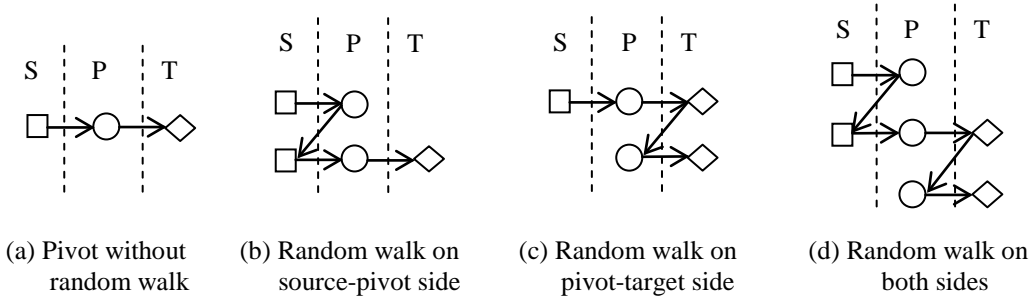 S P T
S P T
S P T
S P T
(a) Pivot without
random walk
(b) Random walk on
source-pivot side
(c) Random walk on
pivot-target side
(d) Random walk on
both sides